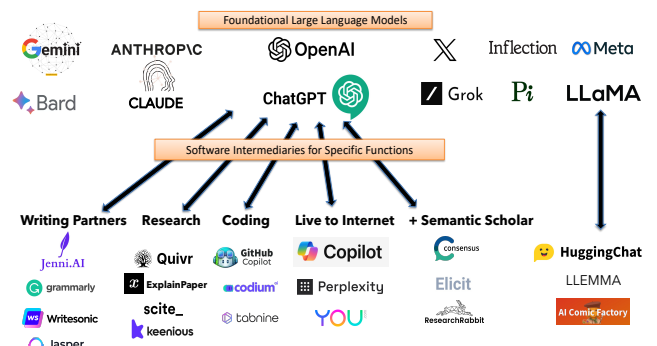 Foundational Large Language Models
Gemini
ANTHROP\C
OpenAI
X
Inflection
Meta
Bard
CLAUDE
ChatGPT
Grok
Pi
LLaMA
Software Intermediaries for Specific Functions
Writing Partners
Research
Coding
Live to Internet
+ Semantic Scholar
Jenni.AI
grammarly
WS Writesonic
Jasper
Quivr
x ExplainPaper
scite_
keenious
GitHub
Copilot
codium
tabnine
Copilot
Perplexity
YOU
consensus
Elicit
ResearchRabbit
HuggingChat
LLEMMA
AI Comic Factory